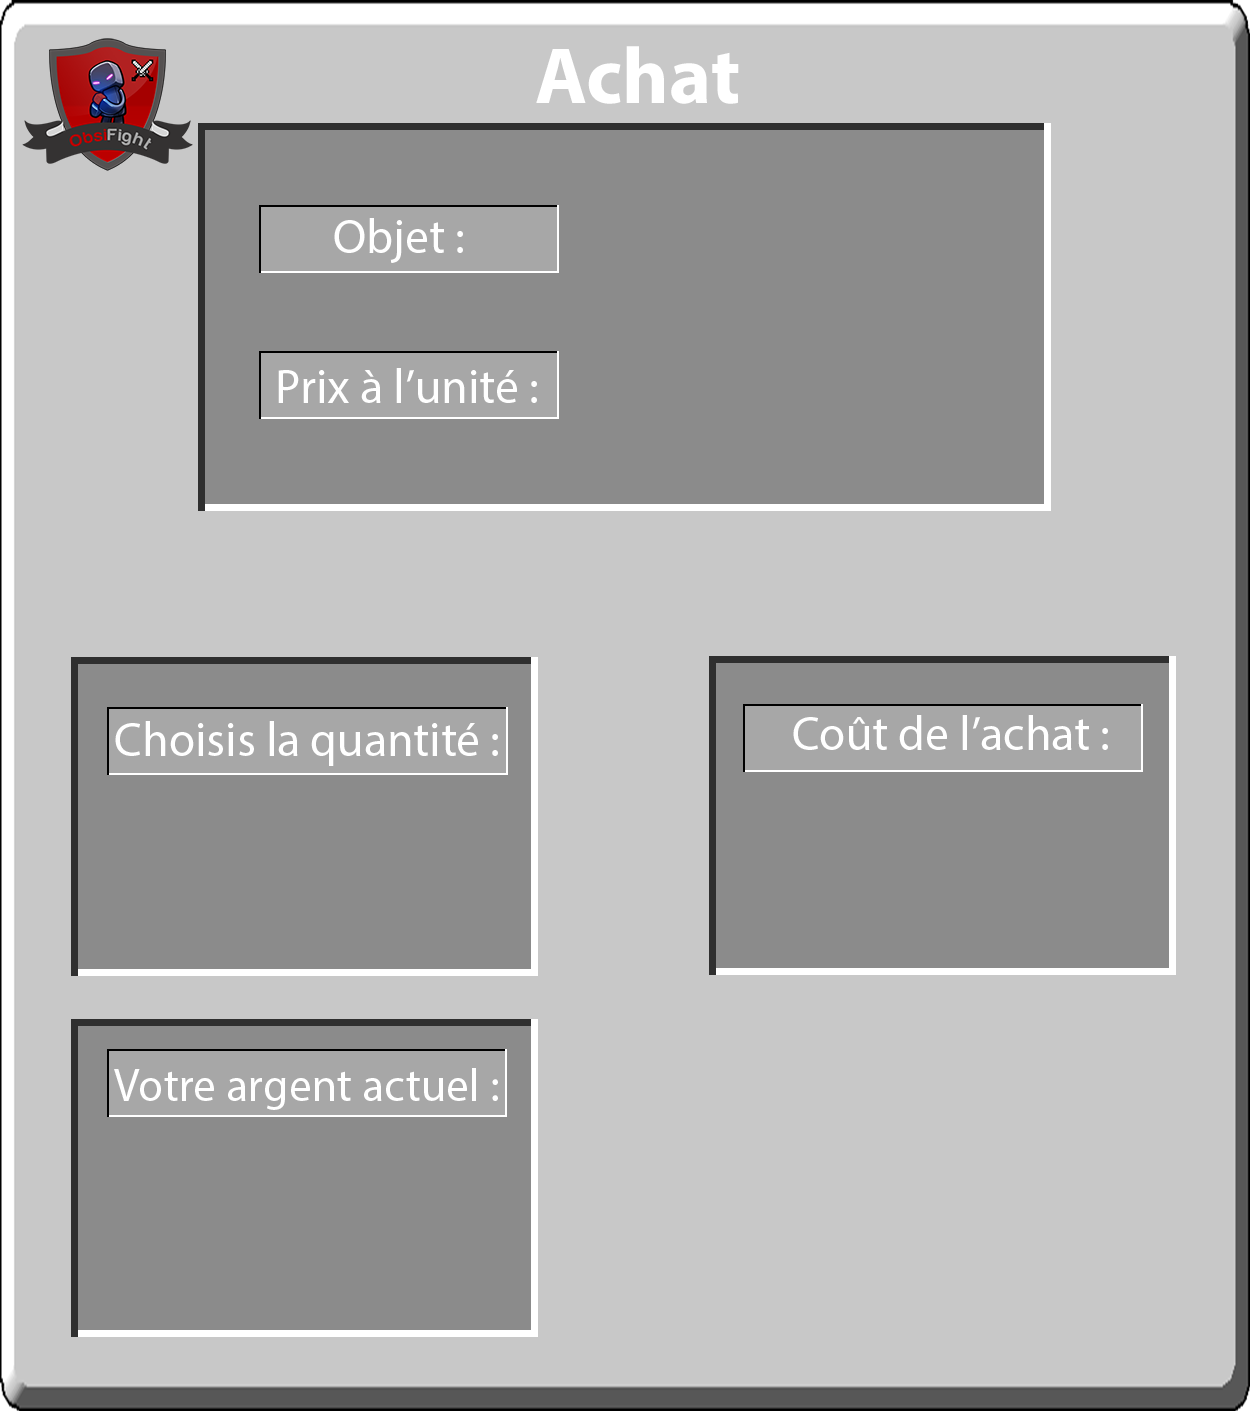 Achat
ObsiFight
Objet :
Prix à l’unité :
Choisis la quantité :
Coût de l’achat :
Votre argent actuel :